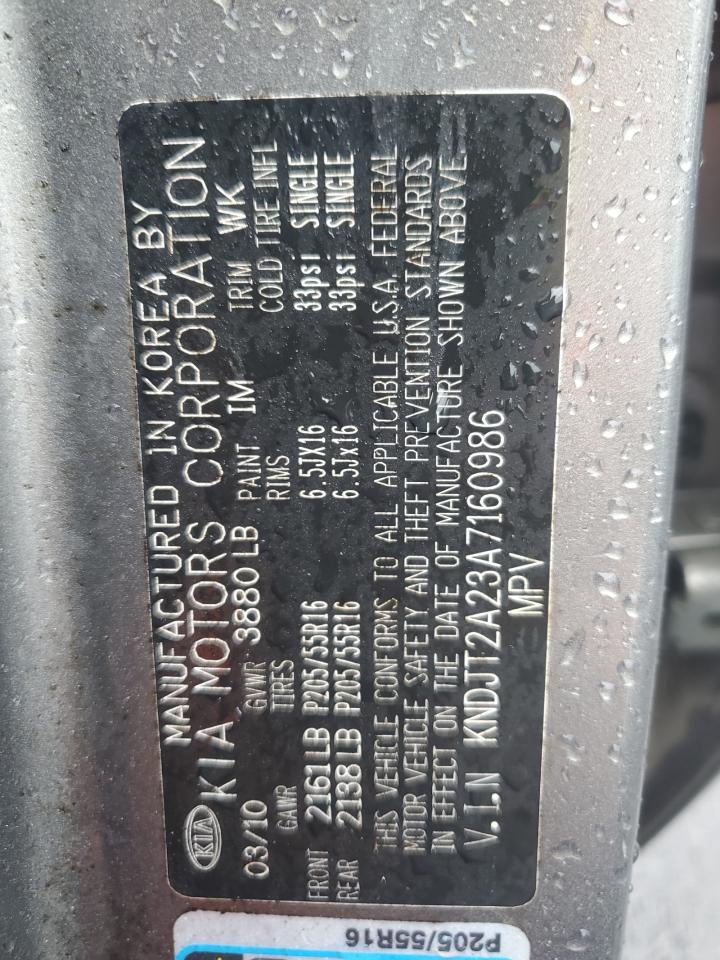 MANUFACTURED IN KOREA BY
KIA KIA MOTORS CORPORATION
03/10 GVWR 3880 LB PAINT IM TRIM WK
GAWR TIRES RIMS COLD TIRE INFL
FRONT 2161LB P205/55R16 6.5JX16 33psi SINGLE
REAR 2138 LB P205/55R16 6.5Jx16 33psi SINGLE
THIS VEHICLE CONFORMS TO ALL APPLICABLE U.S.A. FEDERAL
MOTOR VEHICLE SAFETY AND THEFT PREVENTION STANDARDS
IN EFFECT ON THE DATE OF MANUFACTURE SHOWN ABOVE
V.I.N KNDJT2A23A7160986
MPV
P205/55R16